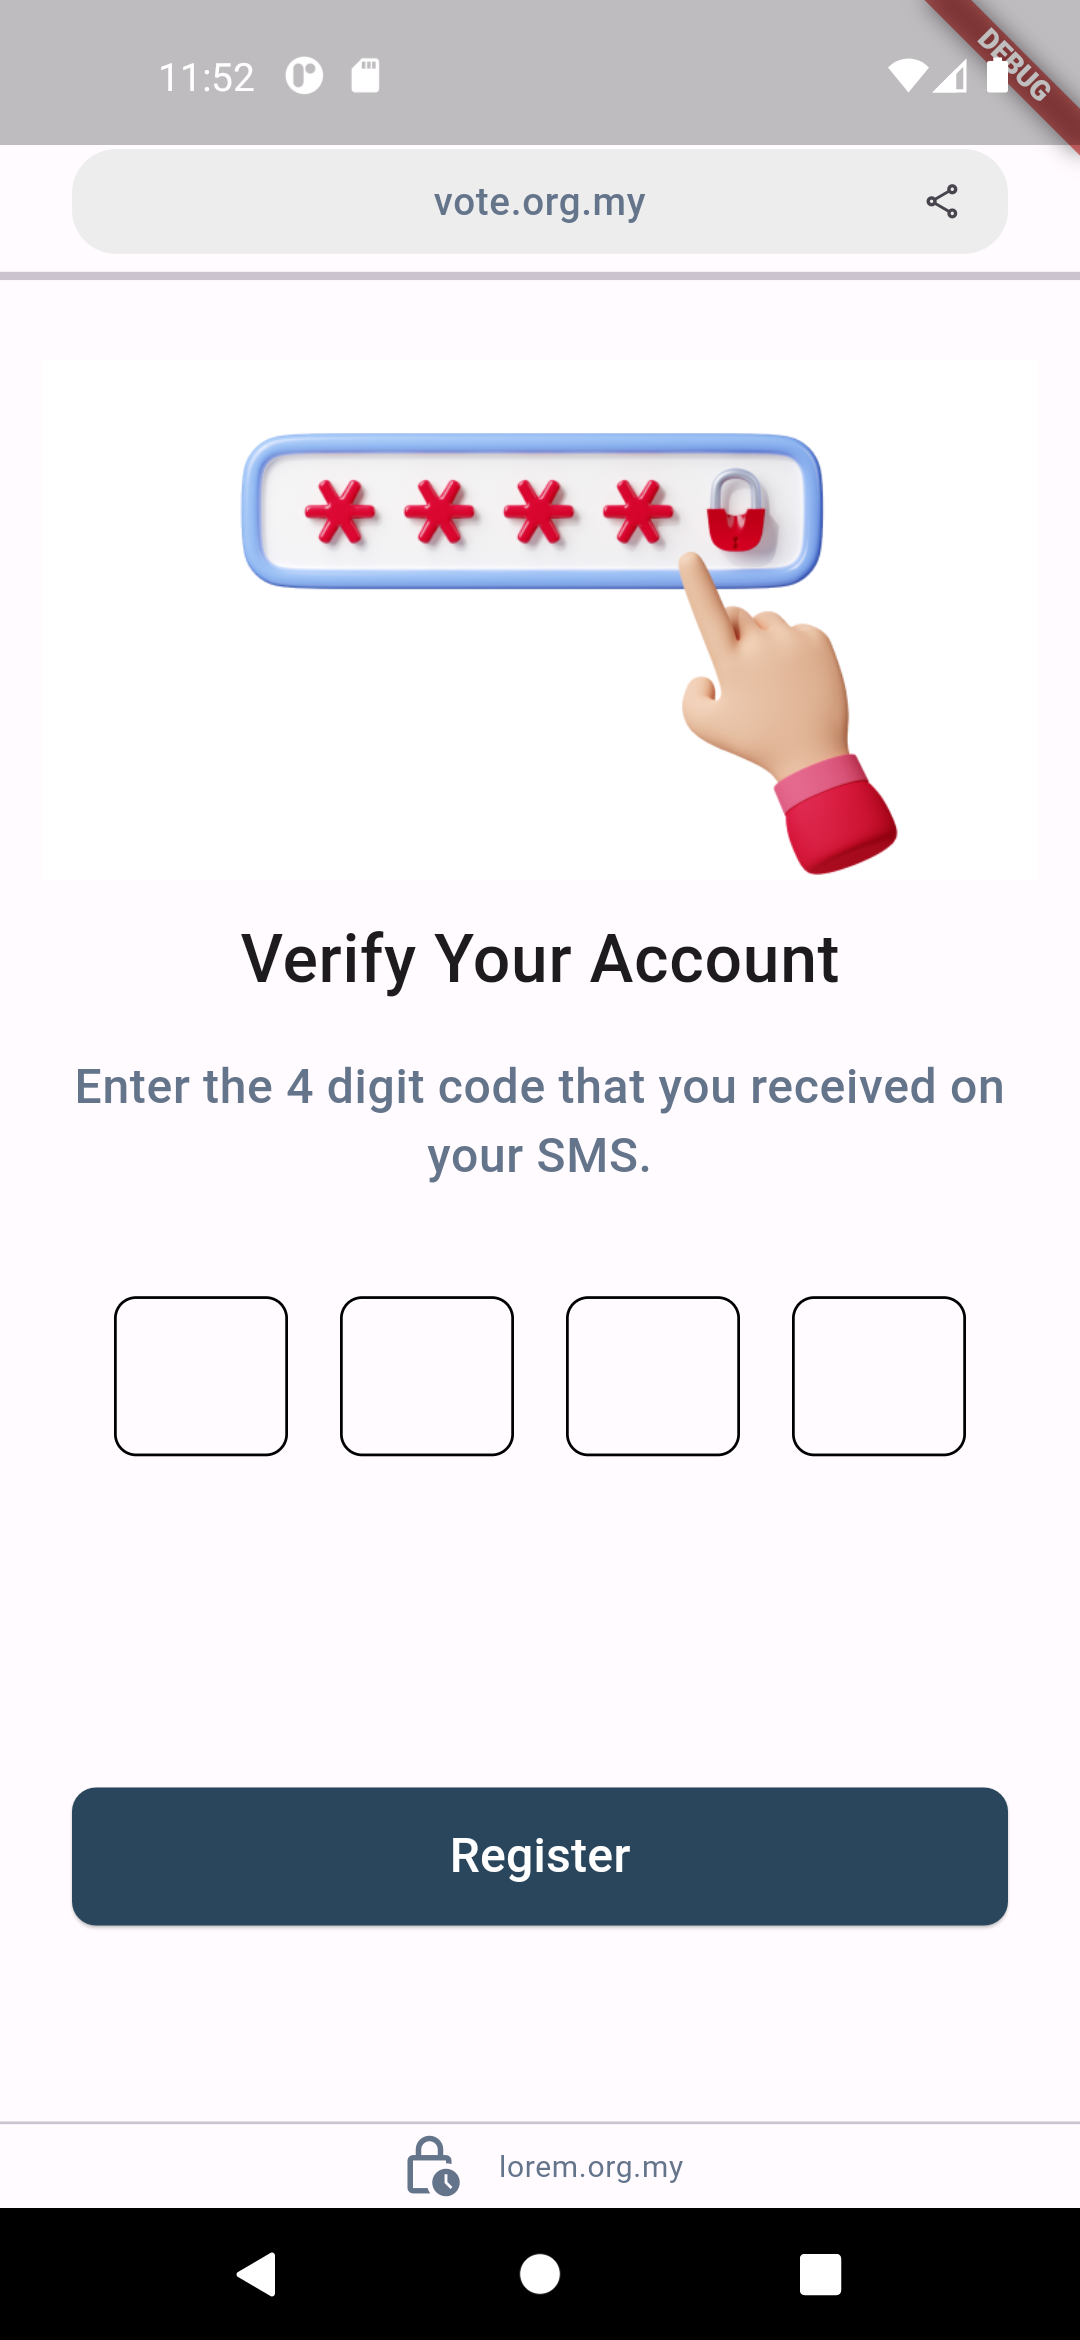 11:52
DEBUG
vote.org.my
Verify Your Account
Enter the 4 digit code that you received on
your SMS.
Register
lorem.org.my